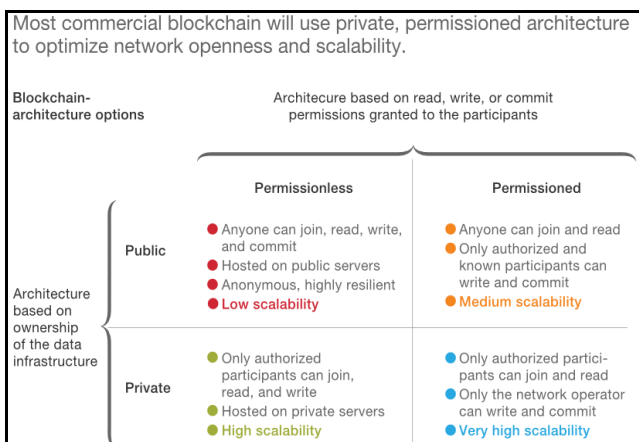 Most commercial blockchain will use private, permissioned architecture
to optimize network openness and scalability.
Blockchain-
architecture options
Architecure based on read, write, or commit
permissions granted to the participants
Permissionless
Permissioned
Architecture
based on
ownership
of the data
infrastructure
Public
Anyone can join, read, write,
and commit
Hosted on public servers
Anonymous, highly resilient
Low scalability
Anyone can join and read
Only authorized and
known participants can
write and commit
Medium scalability
Private
Only authorized
participants can join,
read, and write
Hosted on private servers
High scalability
Only authorized partici-
pants can join and read
Only the network operator
can write and commit
Very high scalability